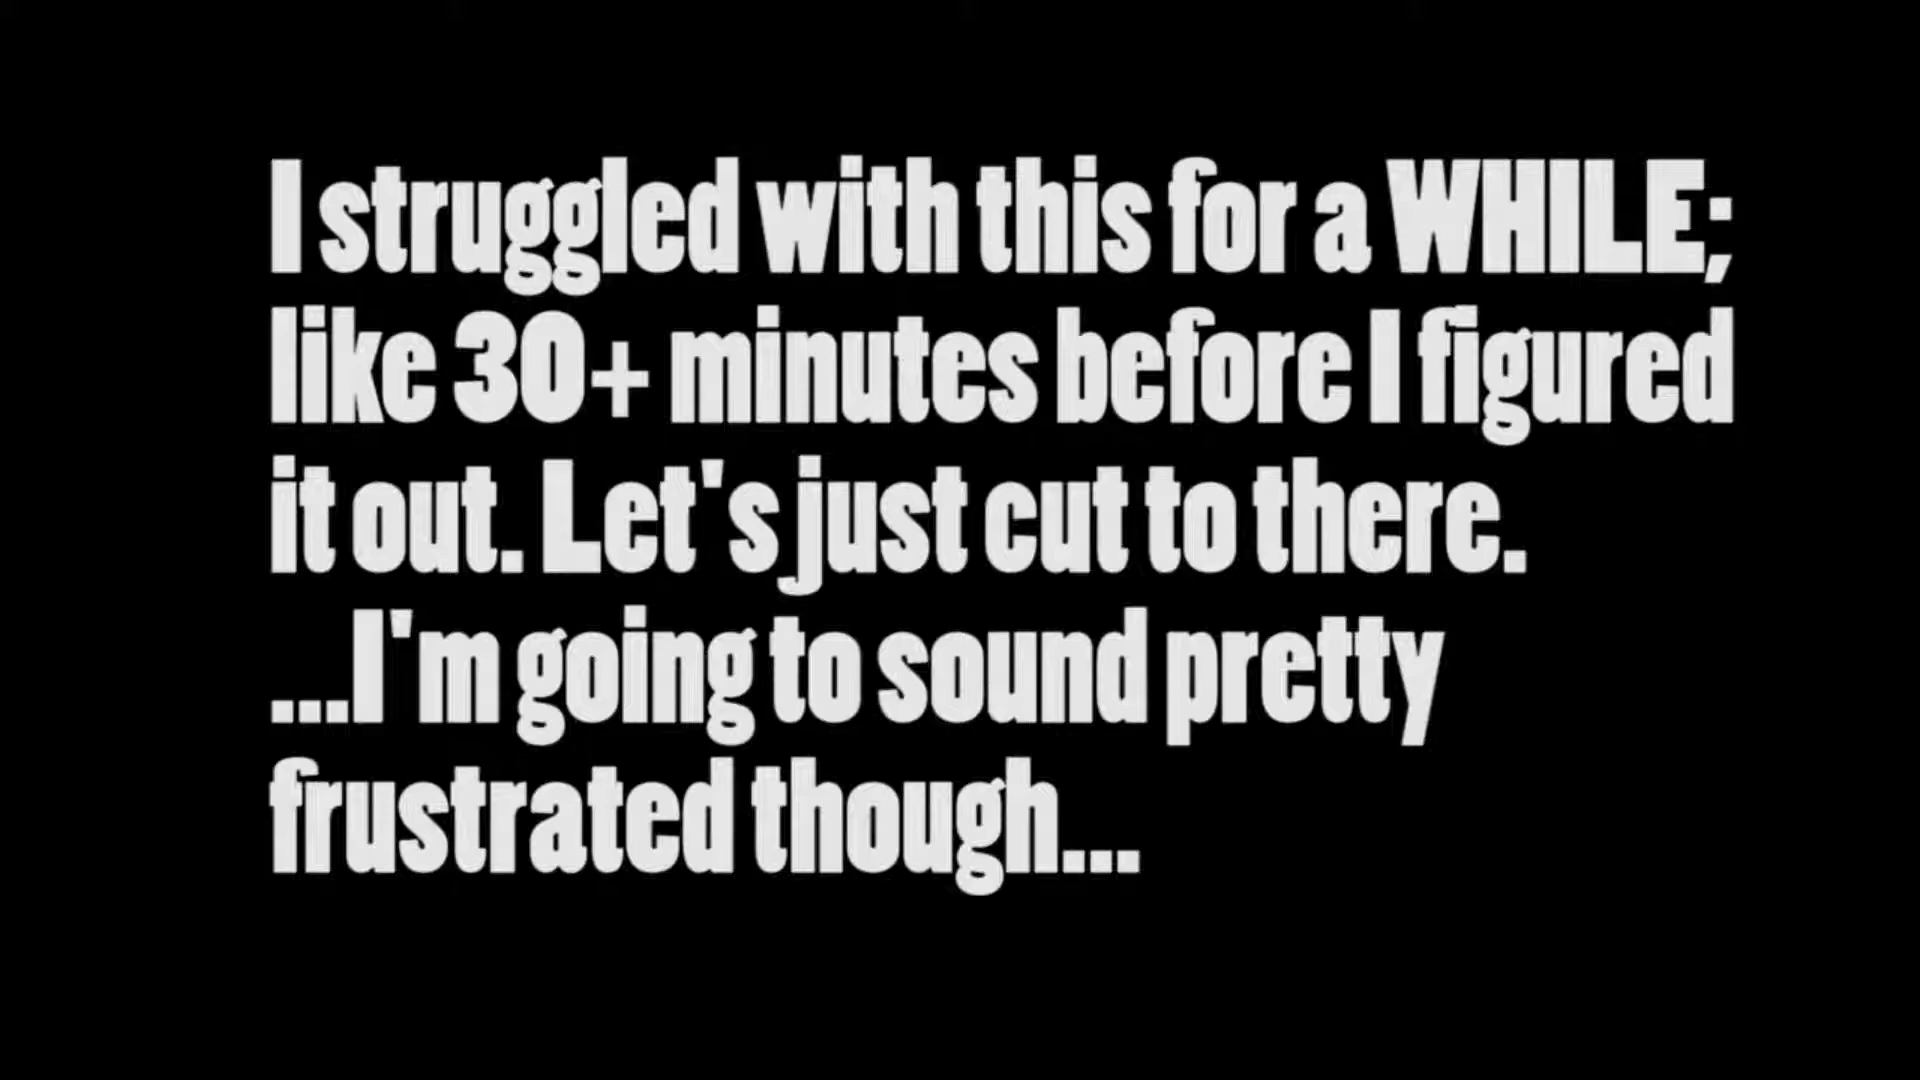 I struggled with this for a WHILE;
like 30+ minutes before I figured
it out. Let's just cut to there.
...I'm going to sound pretty
frustrated though...